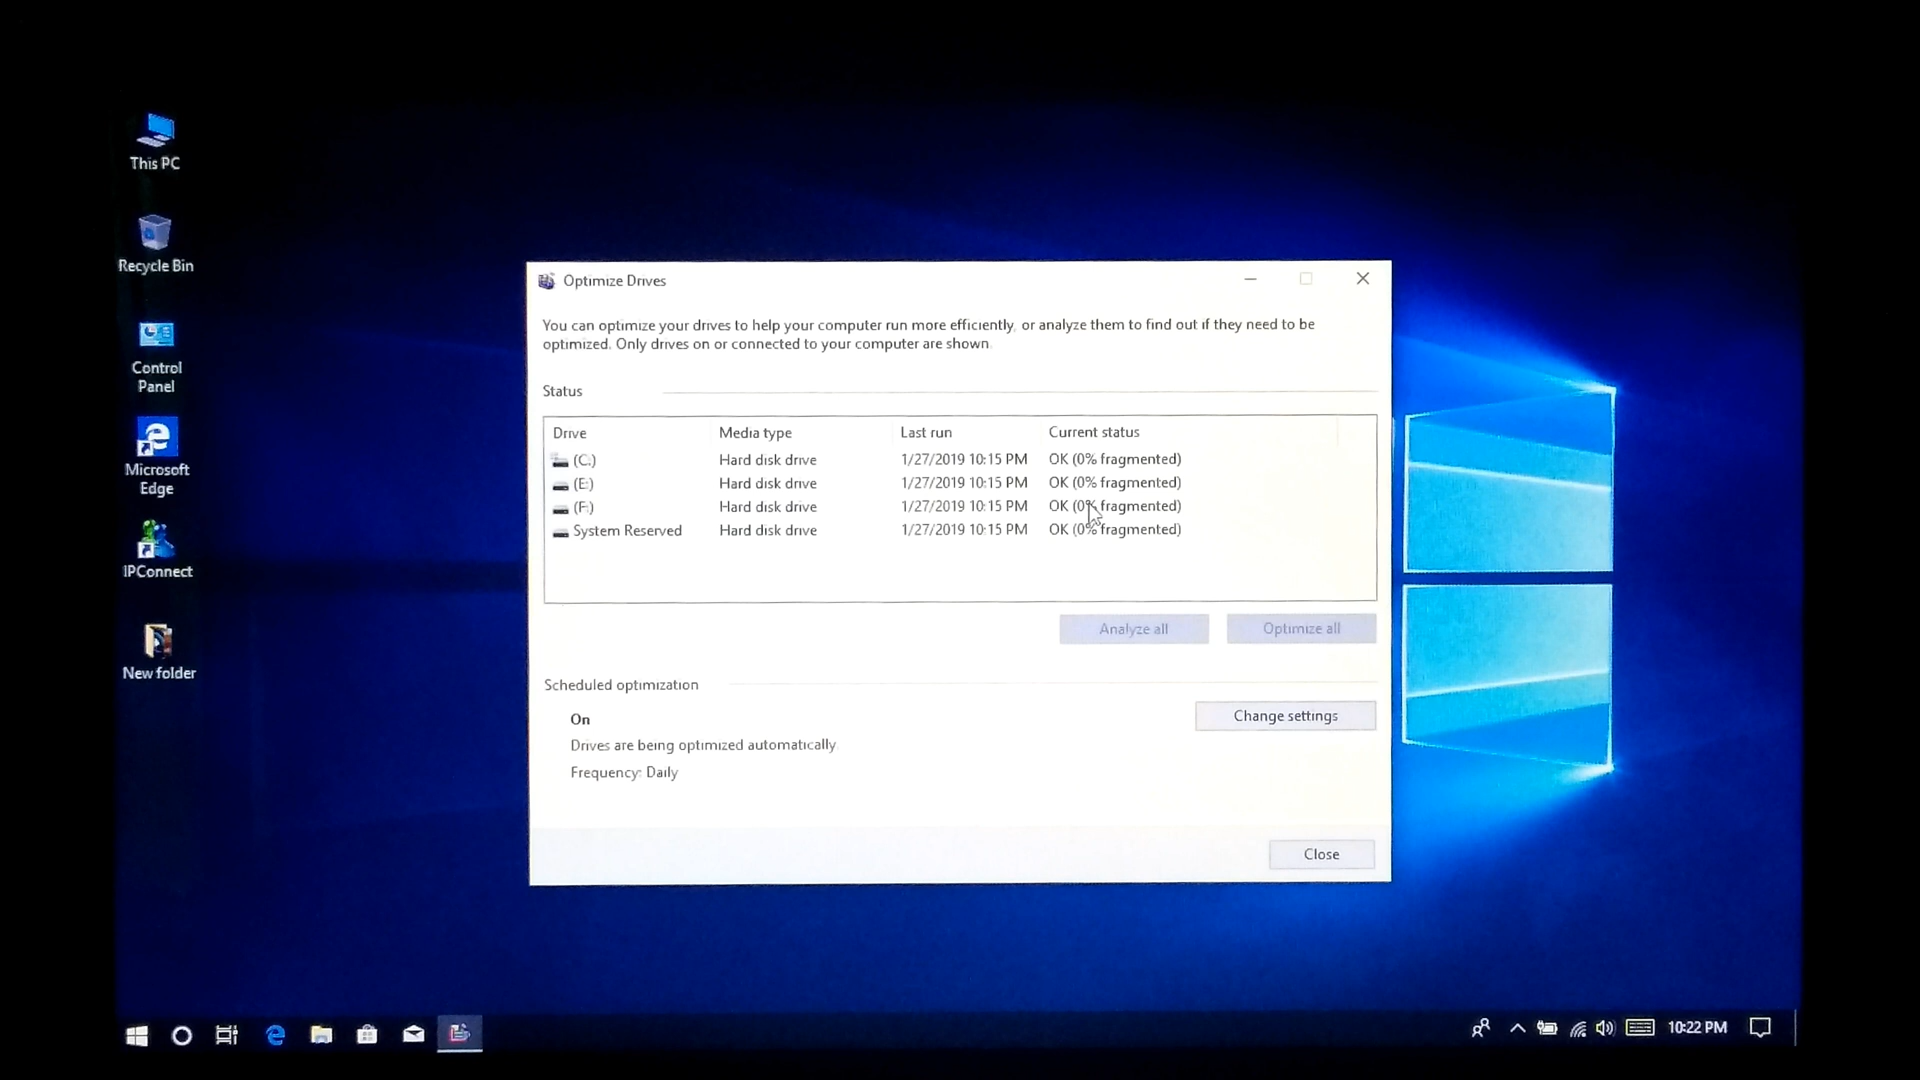 This PC
Recycle Bin
Control
Panel
Microsoft
Edge
IPConnect
New folder
Optimize Drives
You can optimize your drives to help your computer run more efficiently, or analyze them to find out if they need to be
optimized. Only drives on or connected to your computer are shown.
Status
Drive Media type Last run Current status
(C:) Hard disk drive 1/27/2019 10:15 PM OK (0% fragmented)
(E:) Hard disk drive 1/27/2019 10:15 PM OK (0% fragmented)
(F:) Hard disk drive 1/27/2019 10:15 PM OK (0% fragmented)
System Reserved Hard disk drive 1/27/2019 10:15 PM OK (0% fragmented)
Analyze all Optimize all
Scheduled optimization
On
Change settings
Drives are being optimized automatically.
Frequency: Daily
Close
10:22 PM